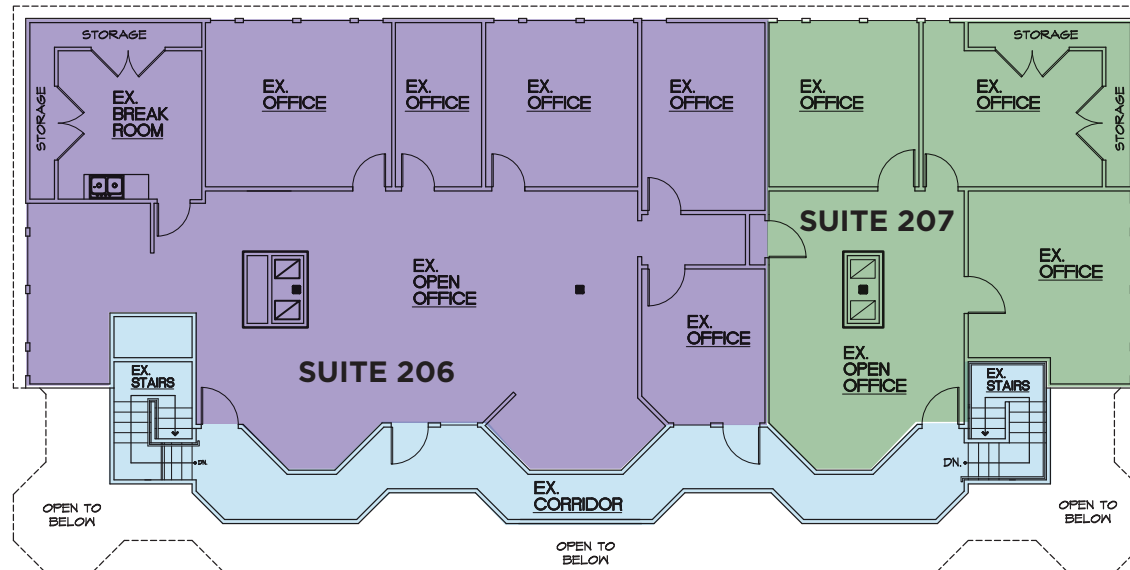 STORAGE
STORAGE
EX.
BREAK
ROOM
EX.
OFFICE
EX.
OFFICE
EX.
OFFICE
EX.
OFFICE
EX.
OFFICE
STORAGE
EX.
OFFICE
STORAGE
SUITE 207
EX.
OPEN
OFFICE
EX.
OFFICE
EX.
OFFICE
SUITE 206
EX.
OPEN
OFFICE
EX.
STAIRS
EX.
STAIRS
DN.
DN.
EX.
CORRIDOR
OPEN TO
BELOW
OPEN TO
BELOW
OPEN TO
BELOW